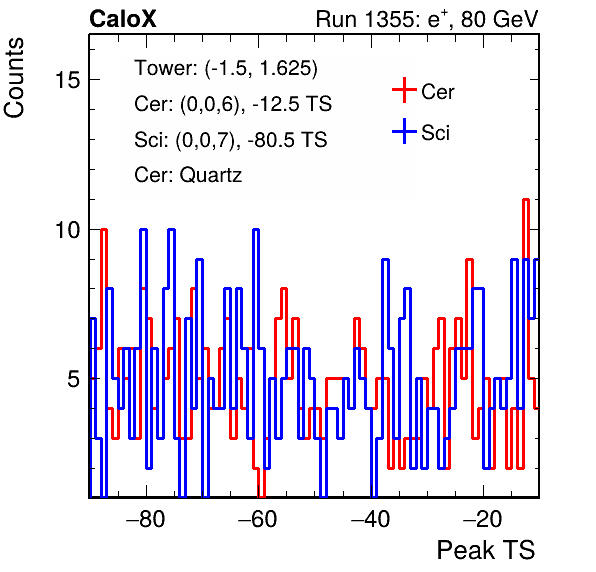 CaloX Run 1355: e⁺, 80 GeV
Counts
Tower: (-1.5, 1.625)
Cer: (0,0,6), -12.5 TS
Sci: (0,0,7), -80.5 TS
Cer: Quartz
Cer
Sci
15
10
5
−80 −60 −40 −20
Peak TS